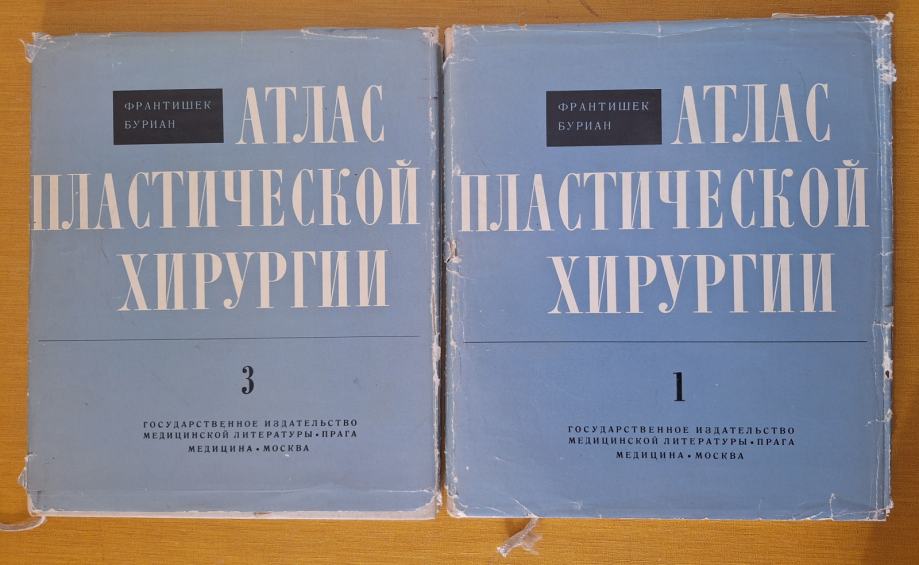 ФРАНТИШЕК
БУРИАН
АТЛАС
ПЛАСТИЧЕСКОЙ
ХИРУРГИИ
3
ГОСУДАРСТВЕННОЕ ИЗДАТЕЛЬСТВО
МЕДИЦИНСКОЙ ЛИТЕРАТУРЫ • ПРАГА
МЕДИЦИНА • МОСКВА
ФРАНТИШЕК
БУРИАН
АТЛАС
ПЛАСТИЧЕСКОЙ
ХИРУРГИИ
1
ГОСУДАРСТВЕННОЕ ИЗДАТЕЛЬСТВО
МЕДИЦИНСКОЙ ЛИТЕРАТУРЫ • ПРАГА
МЕДИЦИНА • МОСКВА